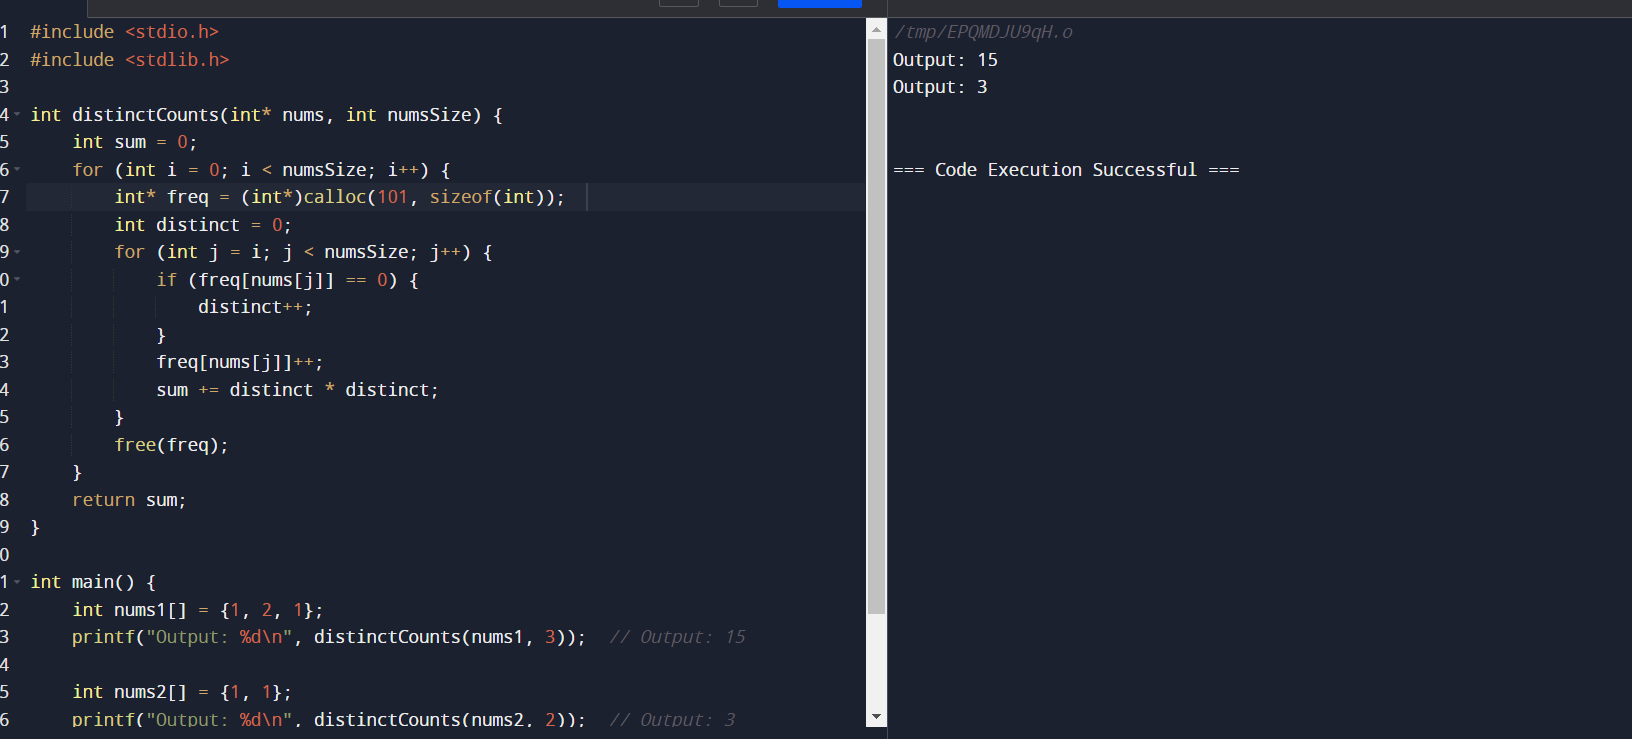 1 #include <stdio.h>
2 #include <stdlib.h>
3
4 int distinctCounts(int* nums, int numsSize) {
5 int sum = 0;
6 for (int i = 0; i < numsSize; i++) {
7 int* freq = (int*)calloc(101, sizeof(int));
8 int distinct = 0;
9 for (int j = i; j < numsSize; j++) {
0 if (freq[nums[j]] == 0) {
1 distinct++;
2 }
3 freq[nums[j]]++;
4 sum += distinct * distinct;
5 }
6 free(freq);
7 }
8 return sum;
9 }
0
1 int main() {
2 int nums1[] = {1, 2, 1};
3 printf("Output: %d\n", distinctCounts(nums1, 3)); // Output: 15
4
5 int nums2[] = {1, 1};
6 printf("Output: %d\n", distinctCounts(nums2, 2)); // Output: 3
/tmp/EPQMDJU9qH.o
Output: 15
Output: 3
=== Code Execution Successful ===